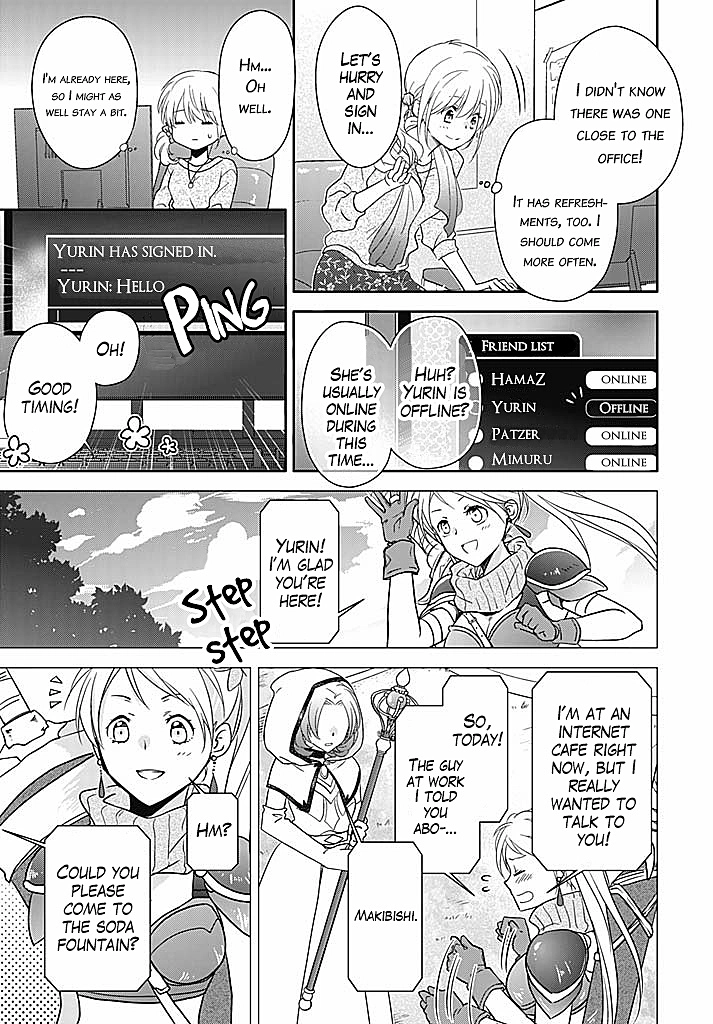 I DIDN'T KNOW
THERE WAS ONE
CLOSE TO THE
OFFICE!
IT HAS REFRESH-
MENTS, TOO. I
SHOULD COME
MORE OFTEN.
LET'S
HURRY
AND
SIGN
IN...
HM...
OH
WELL.
I'M ALREADY HERE,
SO I MIGHT AS
WELL STAY A BIT.
FRIEND LIST
HAMAZ ONLINE
YURIN OFFLINE
PATZER ONLINE
MIMURU ONLINE
HUH?
YURIN IS
OFFLINE?
SHE'S
USUALLY
ONLINE
DURING
THIS
TIME...
YURIN HAS SIGNED IN.
---
YURIN: HELLO
PING
OH!
GOOD
TIMING!
YURIN!
I'M GLAD
YOU'RE
HERE!
STEP
STEP
I'M AT AN
INTERNET
CAFE RIGHT
NOW, BUT I
REALLY
WANTED TO
TALK TO
YOU!
SO,
TODAY!
THE GUY
AT WORK
I TOLD
YOU
ABO-...
MAKIBISHI.
HM?
COULD YOU
PLEASE
COME TO
THE SODA
FOUNTAIN?